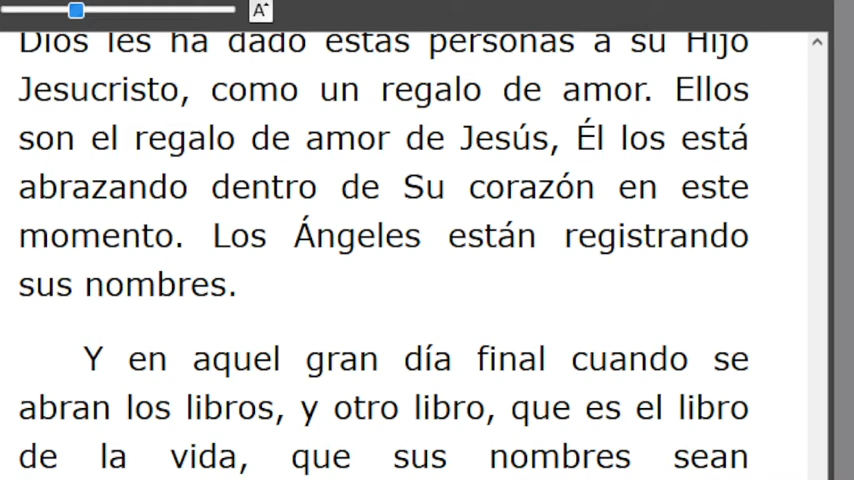 A
Dios les ha dado estas personas a su Hijo
Jesucristo, como un regalo de amor. Ellos
son el regalo de amor de Jesús, Él los está
abrazando dentro de Su corazón en este
momento. Los Ángeles están registrando
sus nombres.
Y en aquel gran día final cuando se
abran los libros, y otro libro, que es el libro
de la vida, que sus nombres sean